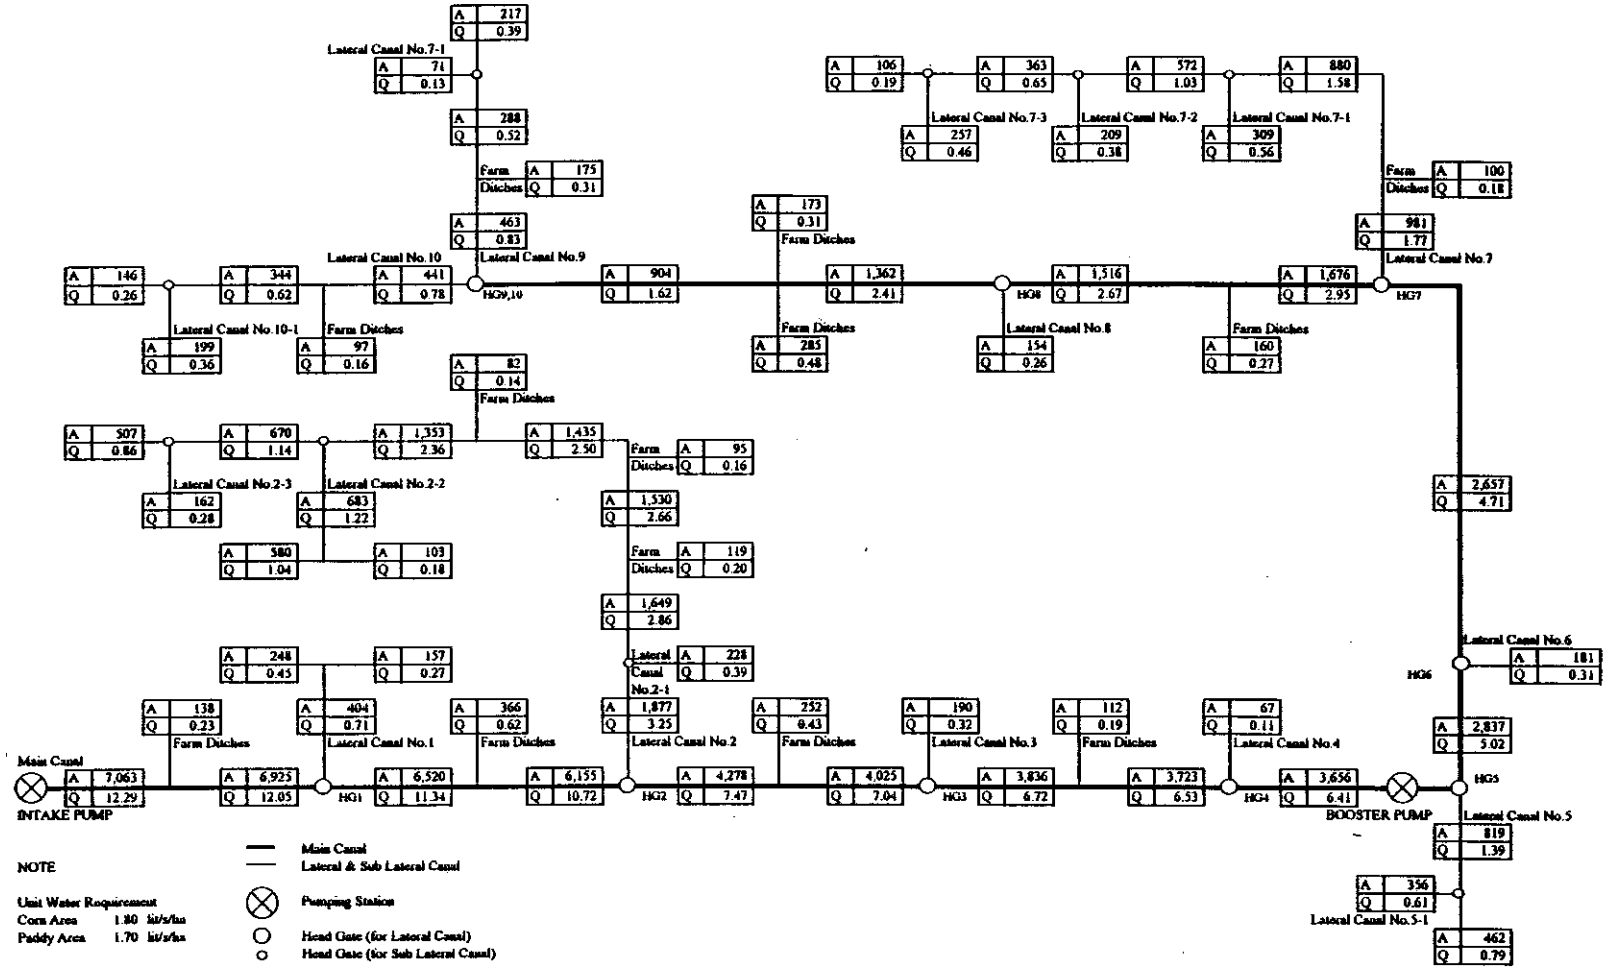 A 217
Q 0.39
Lateral Canal No.7-1
A 71
Q 0.13
A 288
Q 0.52
Farm Ditches
A 175
Q 0.31
A 463
Q 0.83
Lateral Canal No.9
A 106
Q 0.19
A 363
Q 0.65
A 572
Q 1.03
A 880
Q 1.58
Lateral Canal No.7-3
A 257
Q 0.46
Lateral Canal No.7-2
A 209
Q 0.38
Lateral Canal No.7-1
A 309
Q 0.56
Farm
Ditches
A 100
Q 0.18
A 981
Q 1.77
Lateral Canal No.7
A 173
Q 0.31
Farm Ditches
Lateral Canal No.10
A 146
Q 0.26
A 344
Q 0.62
A 441
Q 0.78
HG9,10
A 904
Q 1.62
A 1,362
Q 2.41
HG8
A 1,516
Q 2.67
A 1,676
Q 2.95
HG7
Lateral Canal No.10-1
A 199
Q 0.36
Farm Ditches
A 97
Q 0.16
Farm Ditches
A 285
Q 0.48
Lateral Canal No.8
A 154
Q 0.26
Farm Ditches
A 160
Q 0.27
A 82
Q 0.14
Farm Ditches
A 507
Q 0.86
A 670
Q 1.14
A 1,353
Q 2.36
A 1,435
Q 2.50
Farm
Ditches
A 95
Q 0.16
Lateral Canal No.2-3
A 162
Q 0.28
Lateral Canal No.2-2
A 683
Q 1.22
A 1,530
Q 2.66
A 2,657
Q 4.71
A 580
Q 1.04
A 103
Q 0.18
Farm
Ditches
A 119
Q 0.20
A 1,649
Q 2.86
A 248
Q 0.45
A 157
Q 0.27
Lateral
Canal
No.2-1
A 228
Q 0.39
Lateral Canal No.6
HG6
A 181
Q 0.31
A 138
Q 0.23
Farm Ditches
A 404
Q 0.71
Lateral Canal No.1
A 366
Q 0.62
Farm Ditches
A 1,877
Q 3.25
Lateral Canal No.2
A 252
Q 0.43
Farm Ditches
A 190
Q 0.32
Lateral Canal No.3
A 112
Q 0.19
Farm Ditches
A 67
Q 0.11
Lateral Canal No.4
A 2,837
Q 5.02
Main Canal
INTAKE PUMP
A 7,063
Q 12.29
A 6,925
Q 12.05
HG1
A 6,520
Q 11.34
A 6,155
Q 10.72
HG2
A 4,278
Q 7.47
A 4,025
Q 7.04
HG3
A 3,836
Q 6.72
A 3,723
Q 6.53
HG4
A 3,656
Q 6.41
BOOSTER PUMP
HG5
Lateral Canal No.5
A 819
Q 1.39
A 356
Q 0.61
Lateral Canal No.5-1
A 462
Q 0.79
NOTE
Unit Water Requirement
Corn Area 1.80 lit/s/ha
Paddy Area 1.70 lit/s/ha
Main Canal
Lateral & Sub Lateral Canal
Pumping Station
Head Gate (for Lateral Canal)
Head Gate (for Sub Lateral Canal)